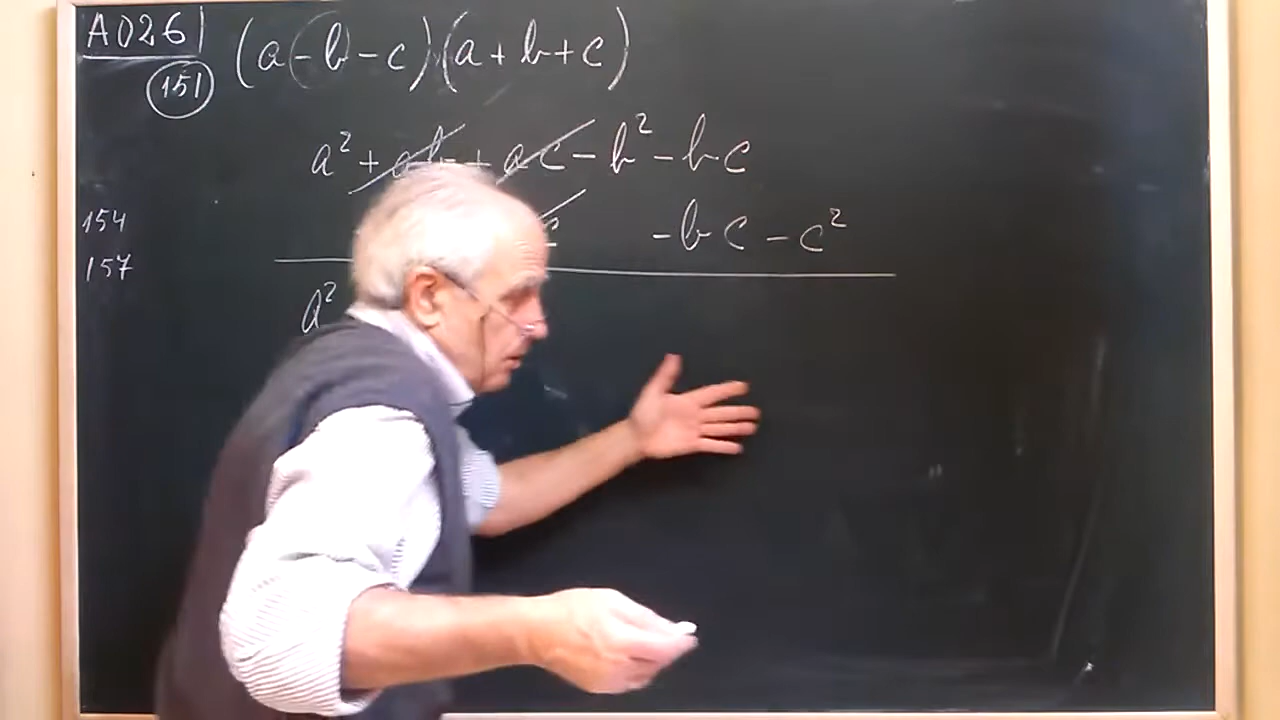 A026
151 (a-b-c)(a+b+c)
a²+ab+ac-b²-bc
154 c -bc-c²
157
a²